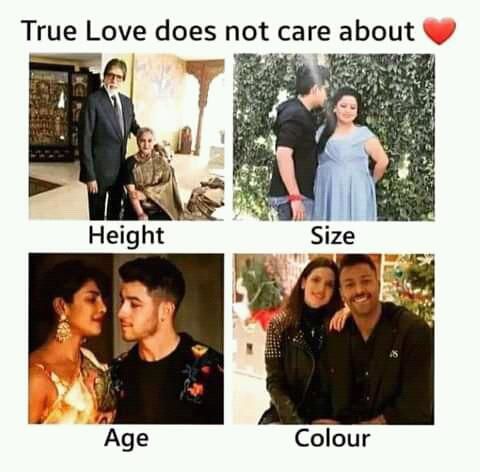 True Love does not care about ❤️
Height
Size
Age
Colour